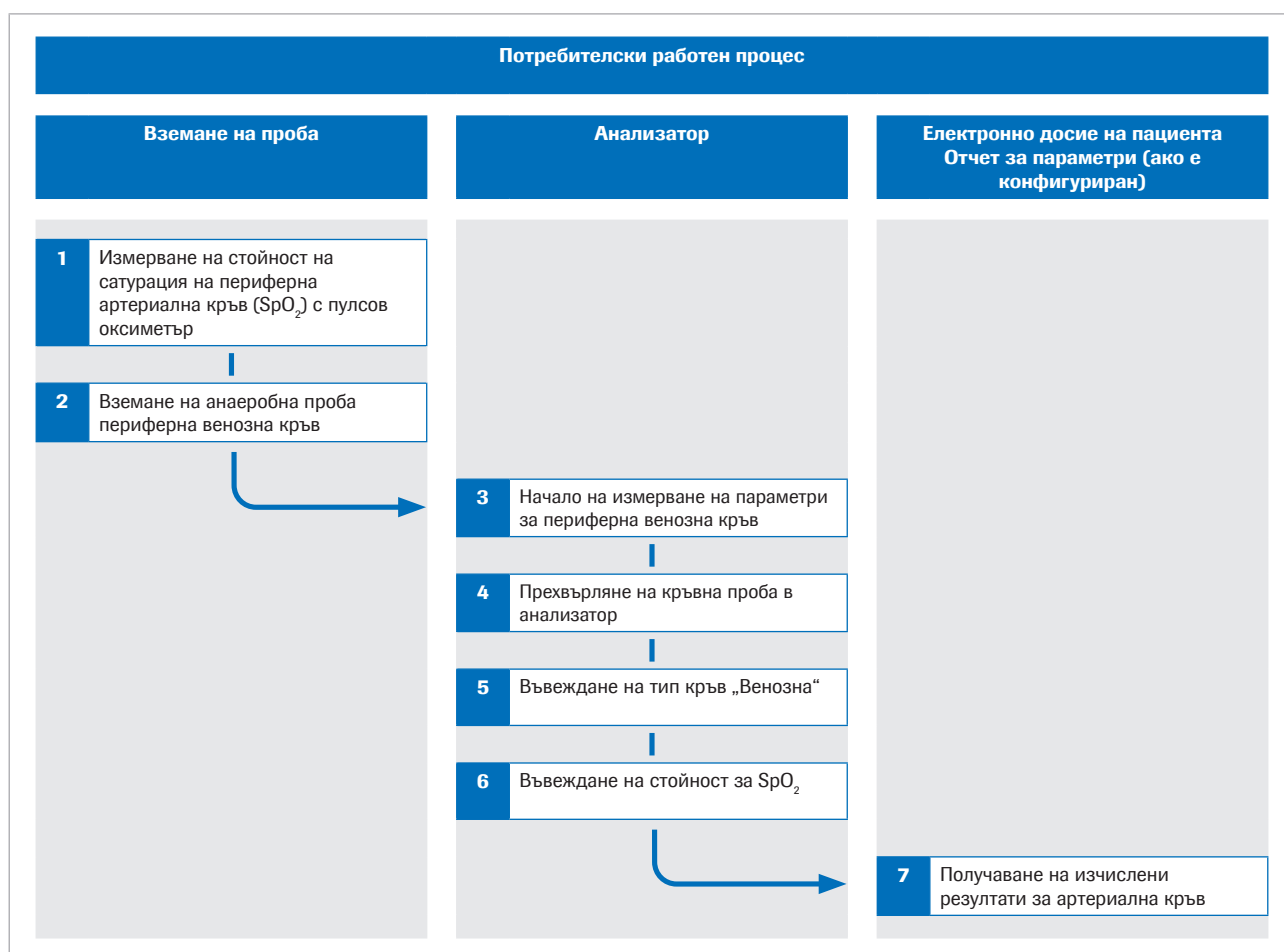 Потребителски работен процес
Вземане на проба
Анализатор
Електронно досие на пациента
Отчет за параметри (ако е
конфигуриран)
1
Измерване на стойност на
сатурация на периферна
артериална кръв (SpO₂) с пулсов
оксиметър
2
Вземане на анаеробна проба
периферна венозна кръв
3
Начало на измерване на параметри
за периферна венозна кръв
4
Прехвърляне на кръвна проба в
анализатор
5
Въвеждане на тип кръв „Венозна“
6
Въвеждане на стойност за SpO₂
7
Получаване на изчислени
резултати за артериална кръв